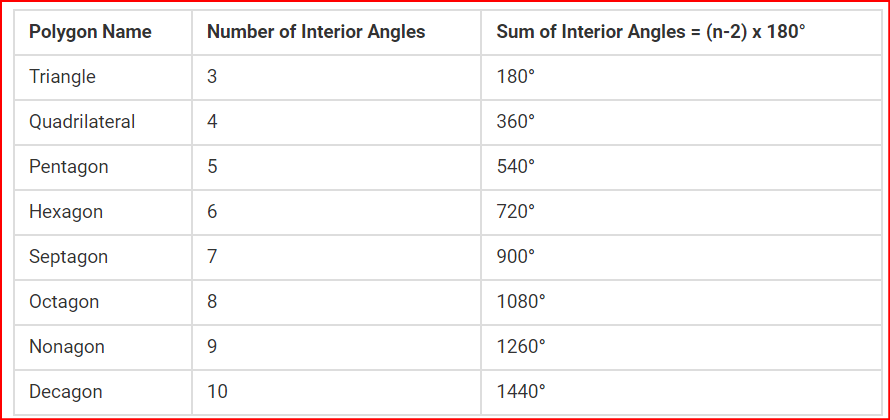 Polygon Name Number of Interior Angles Sum of Interior Angles = (n-2) x 180°
Triangle 3 180°
Quadrilateral 4 360°
Pentagon 5 540°
Hexagon 6 720°
Septagon 7 900°
Octagon 8 1080°
Nonagon 9 1260°
Decagon 10 1440°